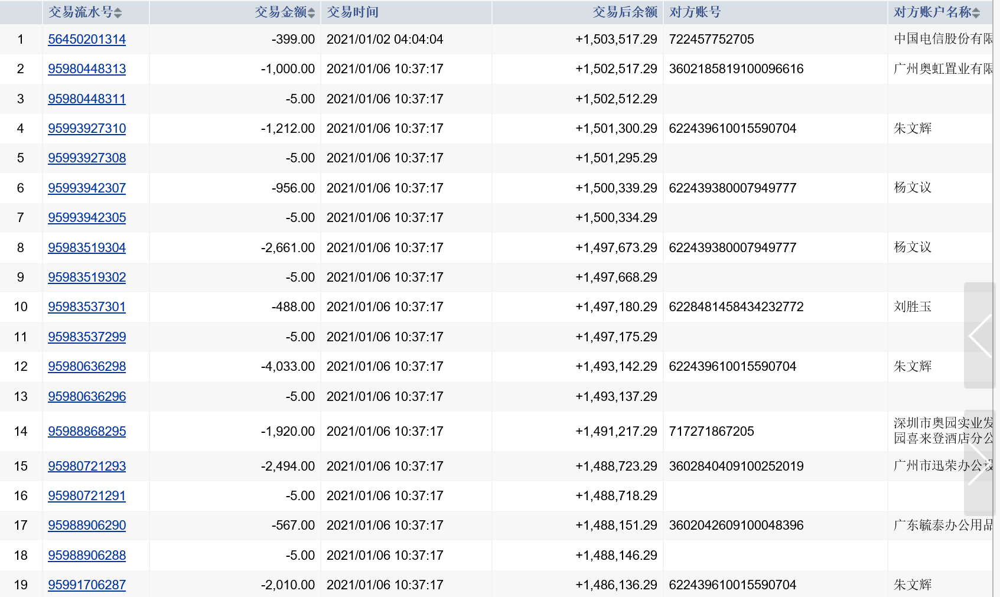 交易流水号 交易金额 交易时间 交易后余额 对方账号 对方账户名称
1 56450201314 -399.00 2021/01/02 04:04:04 +1,503,517.29 722457752705 中国电信股份有限
2 95980448313 -1,000.00 2021/01/06 10:37:17 +1,502,517.29 3602185819100096616 广州奥虹置业有限
3 95980448311 -5.00 2021/01/06 10:37:17 +1,502,512.29
4 95993927310 -1,212.00 2021/01/06 10:37:17 +1,501,300.29 622439610015590704 朱文辉
5 95993927308 -5.00 2021/01/06 10:37:17 +1,501,295.29
6 95993942307 -956.00 2021/01/06 10:37:17 +1,500,339.29 622439380007949777 杨文议
7 95993942305 -5.00 2021/01/06 10:37:17 +1,500,334.29
8 95983519304 -2,661.00 2021/01/06 10:37:17 +1,497,673.29 622439380007949777 杨文议
9 95983519302 -5.00 2021/01/06 10:37:17 +1,497,668.29
10 95983537301 -488.00 2021/01/06 10:37:17 +1,497,180.29 6228481458434232772 刘胜玉
11 95983537299 -5.00 2021/01/06 10:37:17 +1,497,175.29
12 95980636298 -4,033.00 2021/01/06 10:37:17 +1,493,142.29 622439610015590704 朱文辉
13 95980636296 -5.00 2021/01/06 10:37:17 +1,493,137.29
14 95988868295 -1,920.00 2021/01/06 10:37:17 +1,491,217.29 717271867205 深圳市奥园实业发
园喜来登酒店分公
15 95980721293 -2,494.00 2021/01/06 10:37:17 +1,488,723.29 3602840409100252019 广州市迅荣办公设
16 95980721291 -5.00 2021/01/06 10:37:17 +1,488,718.29
17 95988906290 -567.00 2021/01/06 10:37:17 +1,488,151.29 3602042609100048396 广东毓泰办公用品
18 95988906288 -5.00 2021/01/06 10:37:17 +1,488,146.29
19 95991706287 -2,010.00 2021/01/06 10:37:17 +1,486,136.29 622439610015590704 朱文辉